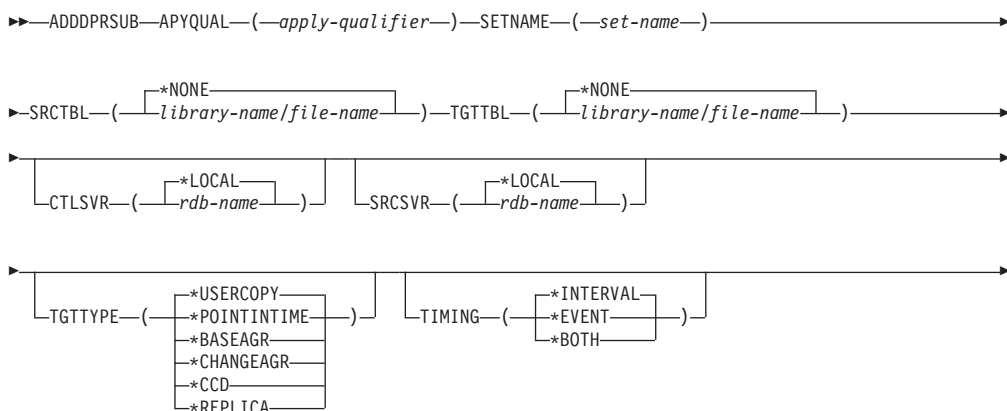 ADDDPRSUB APYQUAL ( apply-qualifier ) SETNAME ( set-name )
*NONE *NONE
SRCTBL ( library-name/file-name ) TGTTBL ( library-name/file-name )
*LOCAL *LOCAL
CTLSVR ( rdb-name ) SRCSVR ( rdb-name )
*USERCOPY *INTERVAL
TGTTYPE ( *POINTINTIME ) TIMING ( *EVENT )
*BASEAGR *BOTH
*CHANGEAGR
*CCD
*REPLICA